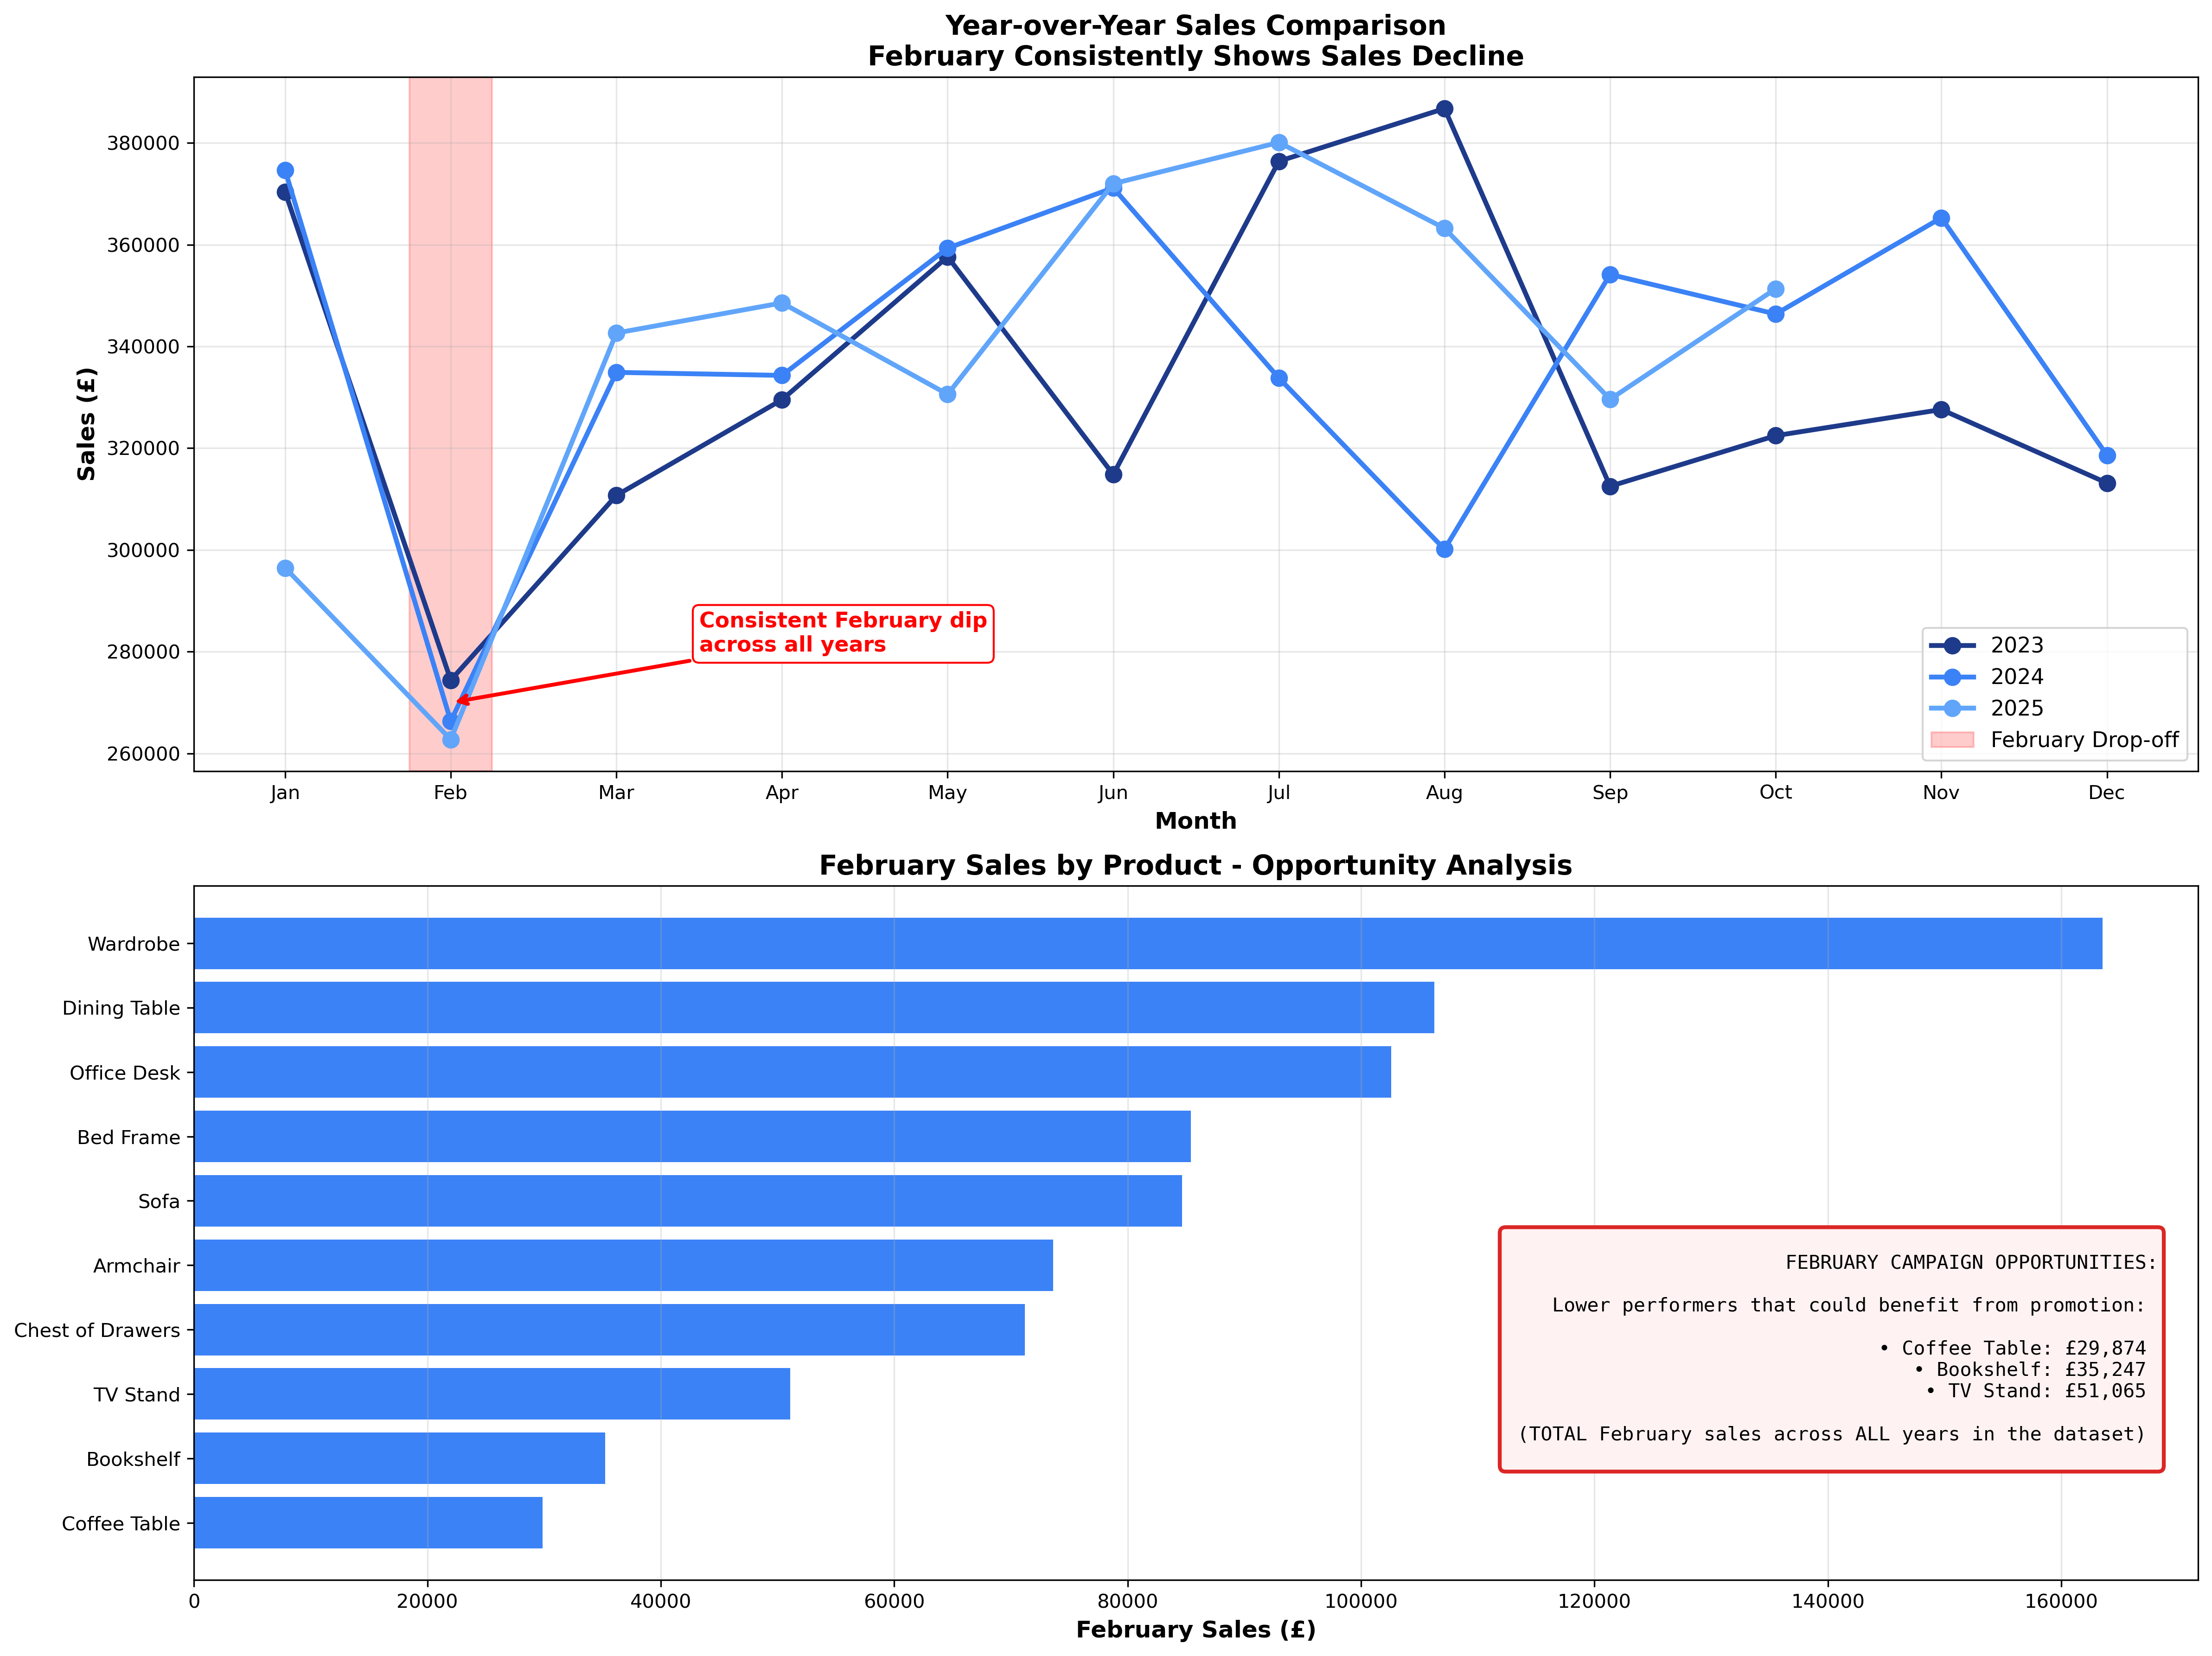 Year-over-Year Sales Comparison
February Consistently Shows Sales Decline
Sales (£)
380000
360000
340000
320000
300000
280000
260000
Consistent February dip
across all years
2023
2024
2025
February Drop-off
Jan
Feb
Mar
Apr
May
Jun
Jul
Aug
Sep
Oct
Nov
Dec
Month
February Sales by Product - Opportunity Analysis
Wardrobe
Dining Table
Office Desk
Bed Frame
Sofa
Armchair
Chest of Drawers
TV Stand
Bookshelf
Coffee Table
FEBRUARY CAMPAIGN OPPORTUNITIES:
Lower performers that could benefit from promotion:
• Coffee Table: £29,874
• Bookshelf: £35,247
• TV Stand: £51,065
(TOTAL February sales across ALL years in the dataset)
0
20000
40000
60000
80000
100000
120000
140000
160000
February Sales (£)